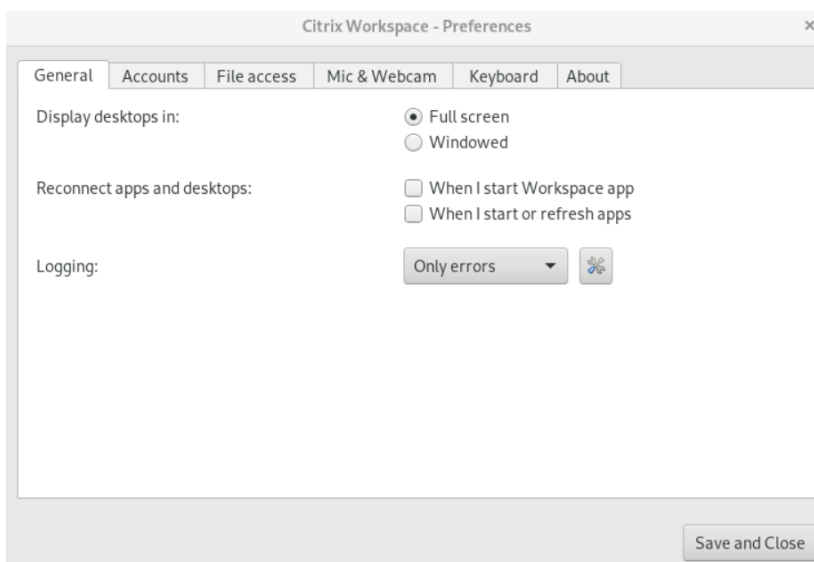 Citrix Workspace - Preferences
General Accounts File access Mic & Webcam Keyboard About
Display desktops in: Full screen
Windowed
Reconnect apps and desktops: When I start Workspace app
When I start or refresh apps
Logging: Only errors
Save and Close